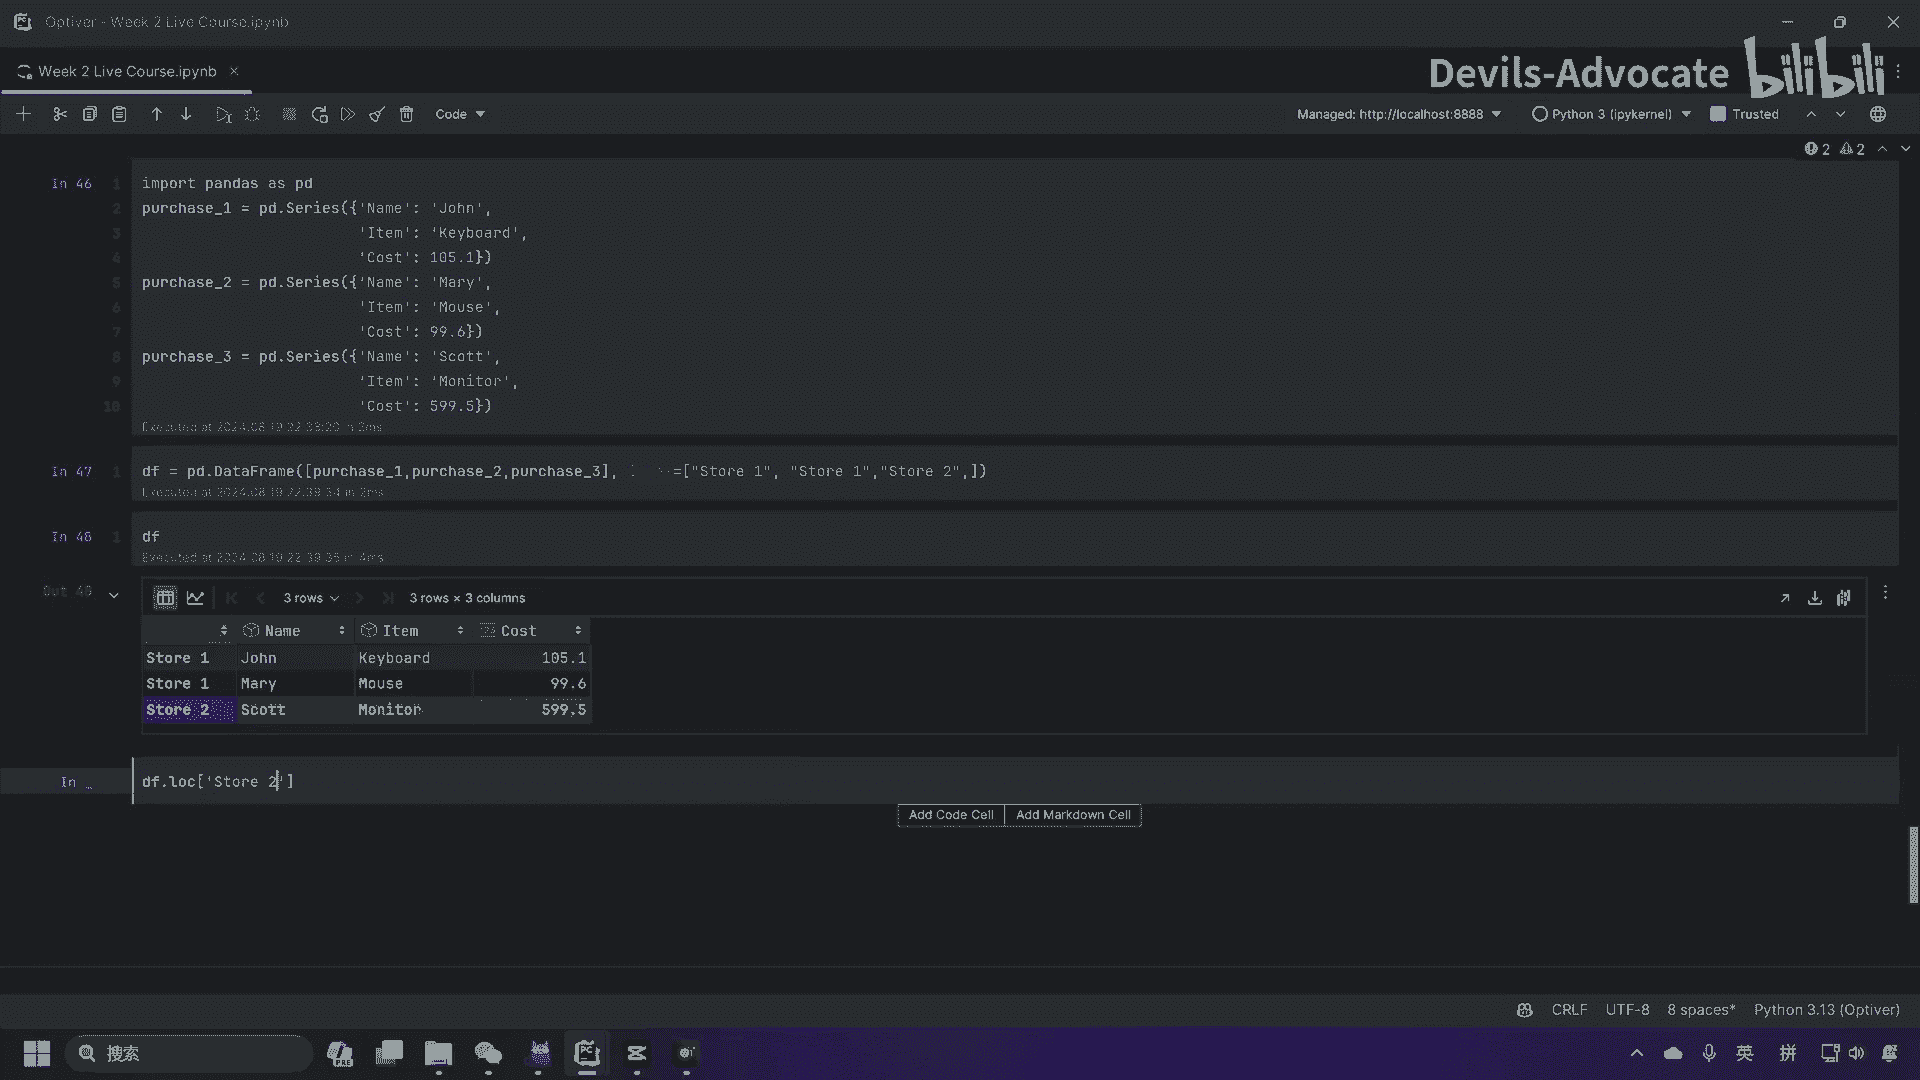 Optiver - Week 2 Live Course.ipynb
Week 2 Live Course.ipynb
Devils-Advocate bilibili
Code
Managed: http://localhost:8888
Python 3 (ipykernel)
Trusted
2 2
In 46
1 import pandas as pd
2 purchase_1 = pd.Series({'Name': 'John',
3 'Item': 'Keyboard',
4 'Cost': 105.1})
5 purchase_2 = pd.Series({'Name': 'Mary',
6 'Item': 'Mouse',
7 'Cost': 99.6})
8 purchase_3 = pd.Series({'Name': 'Scott',
9 'Item': 'Monitor',
10 'Cost': 599.5})
Executed at 2024.08.19 22:39:20 in 3ms
In 47
1 df = pd.DataFrame([purchase_1,purchase_2,purchase_3], =["Store 1", "Store 1","Store 2",])
Executed at 2024.08.19 22:39:34 in 2ms
In 48
1 df
Executed at 2024.08.19 22:39:35 in 4ms
Out 48
3 rows 3 rows × 3 columns
Name Item Cost
Store 1 John Keyboard 105.1
Store 1 Mary Mouse 99.6
Store 2 Scott Monitor 599.5
In _
df.loc['Store 2']
Add Code Cell Add Markdown Cell
CRLF UTF-8 8 spaces* Python 3.13 (Optiver)
搜索
英 拼